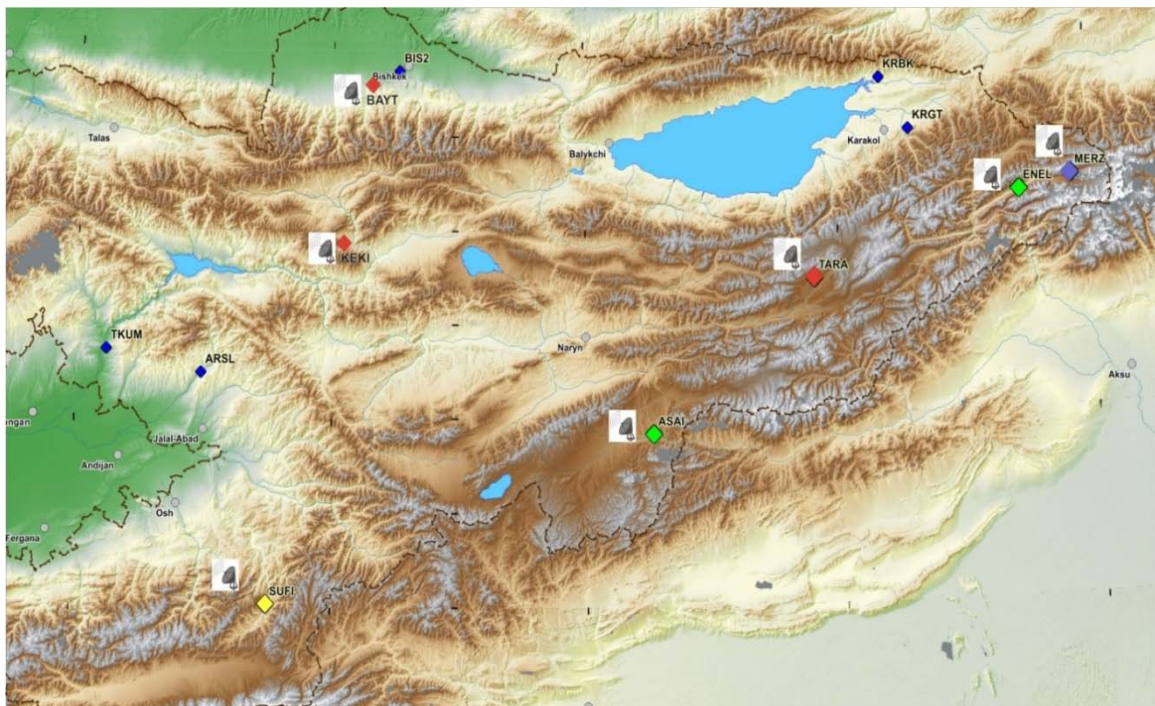 BIS2
Bishkek
BAYT
KRBK
Talas
KRGT
Karakol
Balykchi
MERZ
ENEL
KEKI
TARA
TKUM
Naryn
ARSL
Aksu
ngan
ASAI
Jalal-Abad
Andijan
Osh
Fergana
SUFI